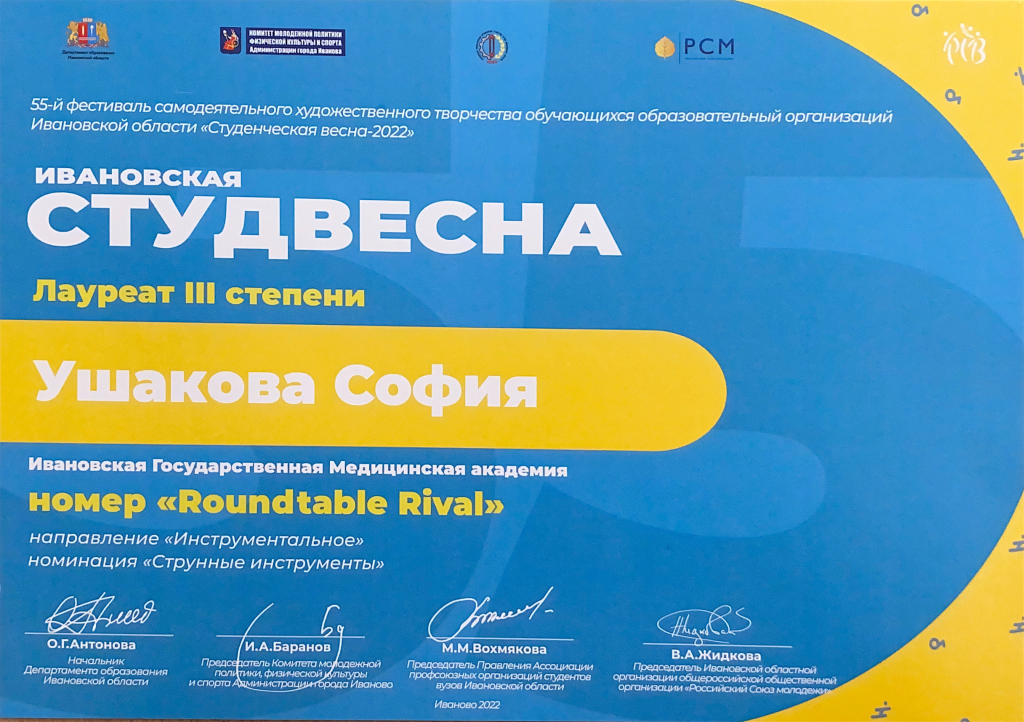 Департамент образования
Ивановской области
КОМИТЕТ МОЛОДЕЖНОЙ ПОЛИТИКИ
ФИЗИЧЕСКОЙ КУЛЬТУРЫ И СПОРТА
Администрации города Иванова
РСМ
РСВ
55-й фестиваль самодеятельного художественного творчества обучающихся образовательный организаций
Ивановской области «Студенческая весна-2022»
ИВАНОВСКАЯ
СТУДВЕСНА
Лауреат III степени
Ушакова София
Ивановская Государственная Медицинская академия
номер «Roundtable Rival»
направление «Инструментальное»
номинация «Струнные инструменты»
О.Г.Антонова
Начальник
Департамента образования
Ивановской области
И.А.Баранов
Председатель Комитета молодежной
политики, физической культуры
и спорта Администрации города Иваново
М.М.Вохмякова
Председатель Правления Ассоциации
профсоюзных организаций студентов
вузов Ивановской области
В.А.Жидкова
Председатель Ивановской областной
организации общероссийской общественной
организации «Российский Союз молодежи»
Иваново 2022